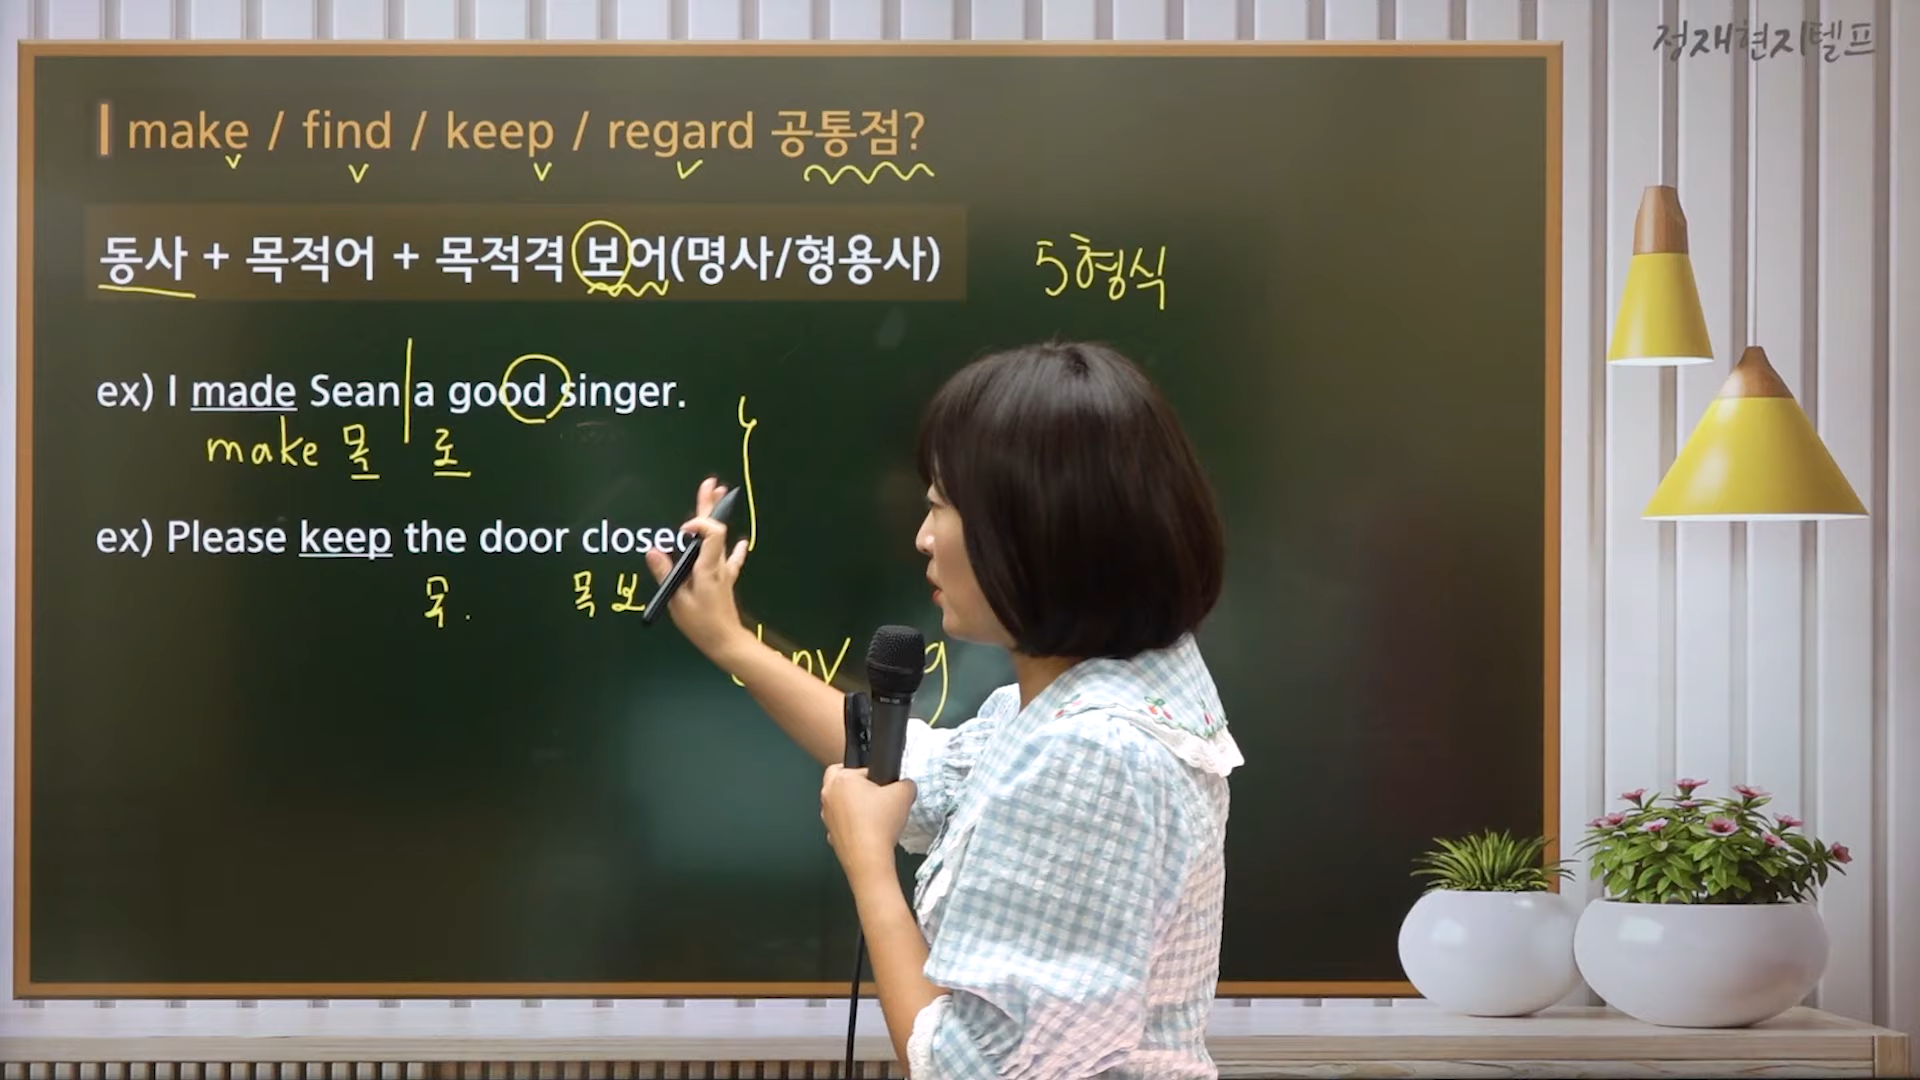 정재현지텔프
make / find / keep / regard 공통점?
동사 + 목적어 + 목적격 보어(명사/형용사)
5형식
ex) I made Sean a good singer.
make 목 로
ex) Please keep the door
목. 목보